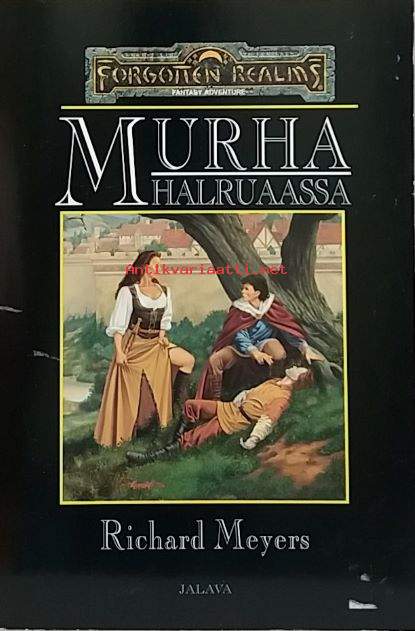 FORGOTTEN REALMS
FANTASY ADVENTURE
MURHA
HALRUAASSA
Antikvariaatti.net
Richard Meyers
JALAVA